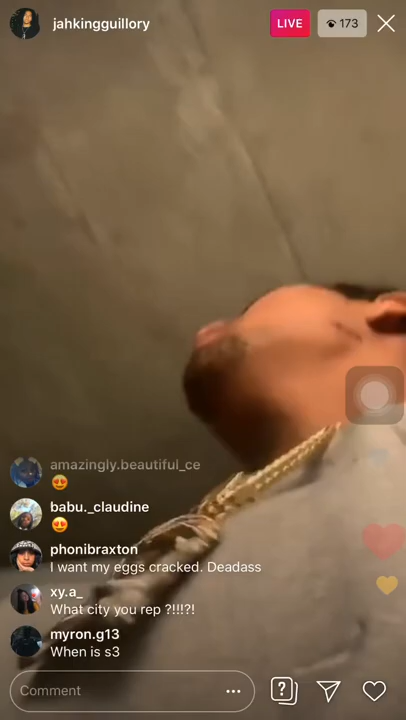 jahkingguillory
LIVE
173
amazingly.beautiful_ce
😍
babu._claudine
😍
phonibraxton
I want my eggs cracked. Deadass
xy.a_
What city you rep ?!!!?!
myron.g13
When is s3
Comment